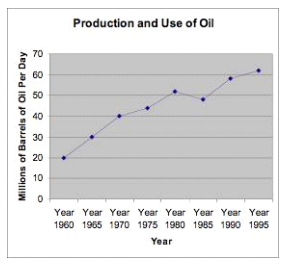 Production and Use of Oil
Millions of Barrels of Oil Per Day
70
60
50
40
30
20
10
0
Year Year Year Year Year Year Year Year
1960 1965 1970 1975 1980 1985 1990 1995
Year